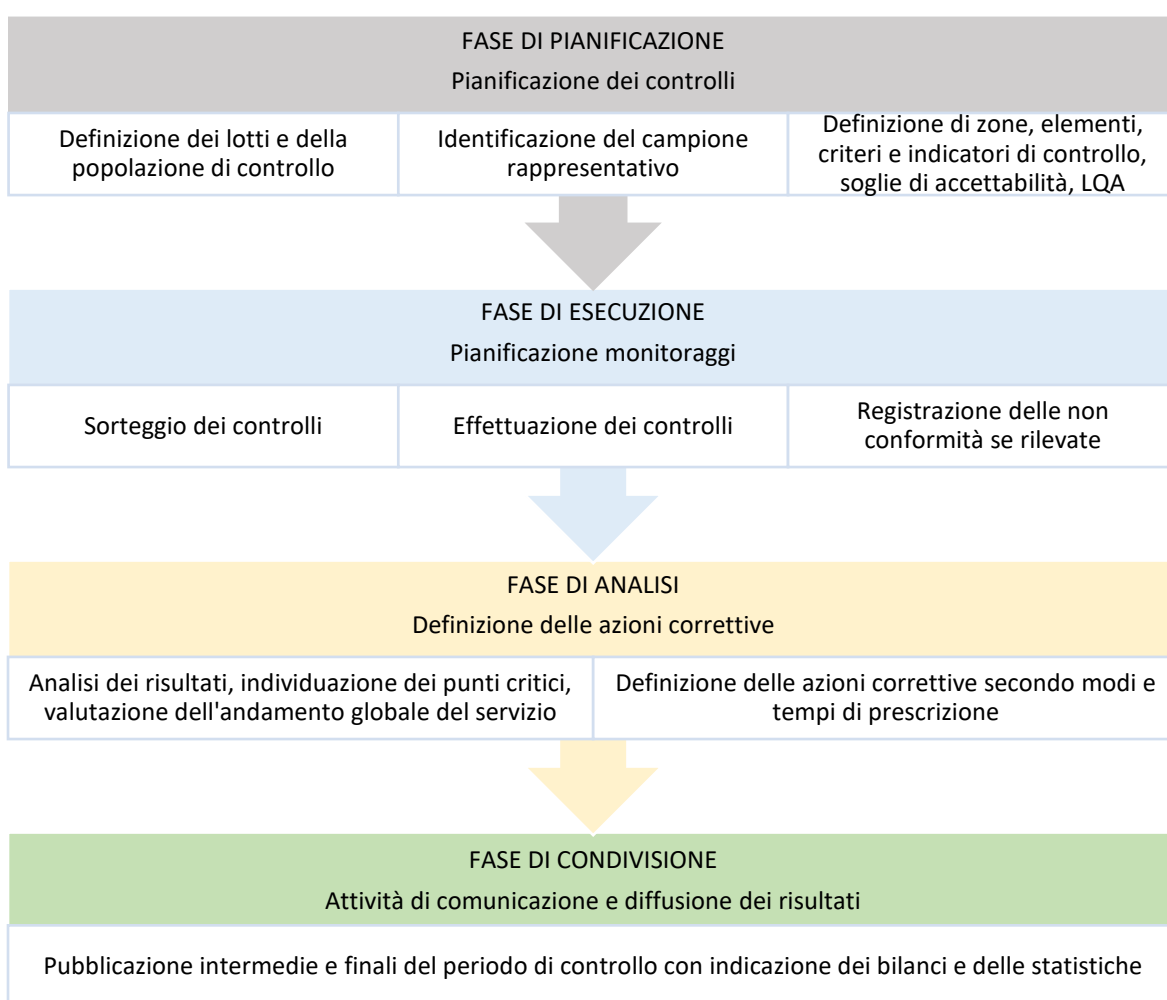 FASE DI PIANIFICAZIONE
Pianificazione dei controlli
Definizione dei lotti e della
popolazione di controllo
Identificazione del campione
rappresentativo
Definizione di zone, elementi,
criteri e indicatori di controllo,
soglie di accettabilità, LQA
FASE DI ESECUZIONE
Pianificazione monitoraggi
Sorteggio dei controlli
Effettuazione dei controlli
Registrazione delle non
conformità se rilevate
FASE DI ANALISI
Definizione delle azioni correttive
Analisi dei risultati, individuazione dei punti critici,
valutazione dell'andamento globale del servizio
Definizione delle azioni correttive secondo modi e
tempi di prescrizione
FASE DI CONDIVISIONE
Attività di comunicazione e diffusione dei risultati
Pubblicazione intermedie e finali del periodo di controllo con indicazione dei bilanci e delle statistiche